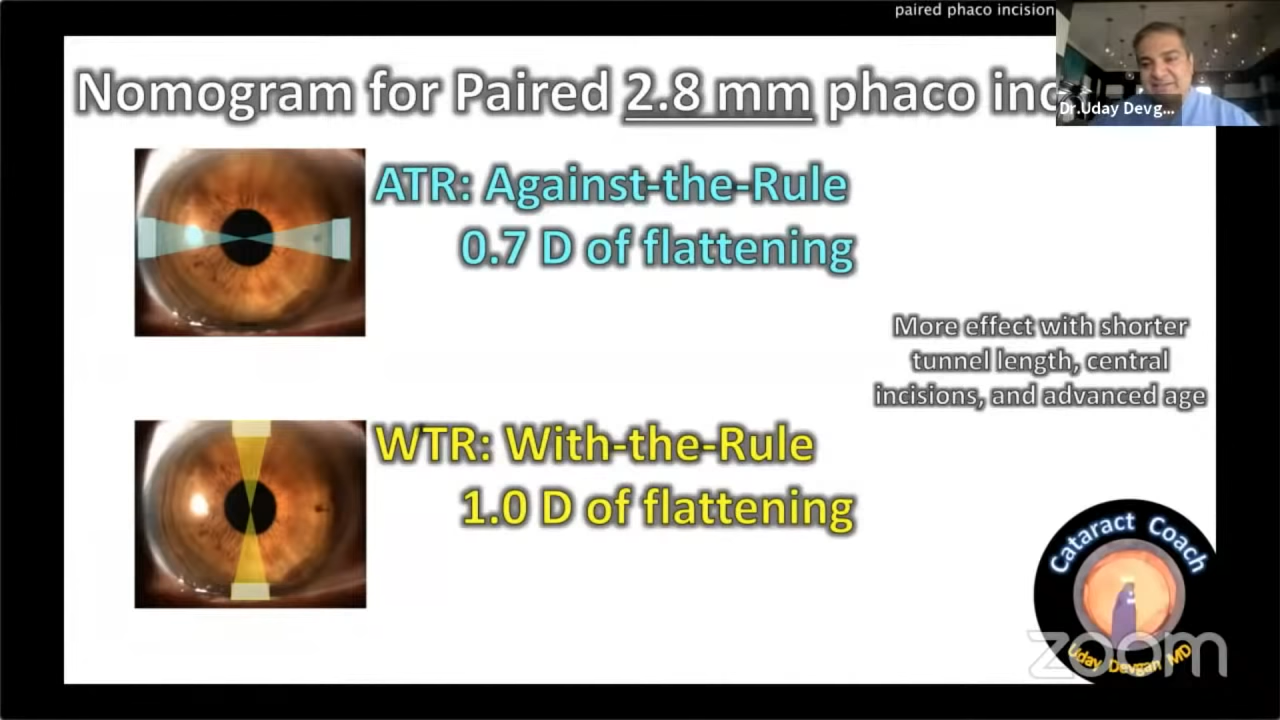 paired phaco incision
Nomogram for Paired 2.8 mm phaco inc
Dr.Uday Devg...
ATR: Against-the-Rule
0.7 D of flattening
More effect with shorter
tunnel length, central
incisions, and advanced age
WTR: With-the-Rule
1.0 D of flattening
Cataract Coach
Uday Devgan MD
zoom